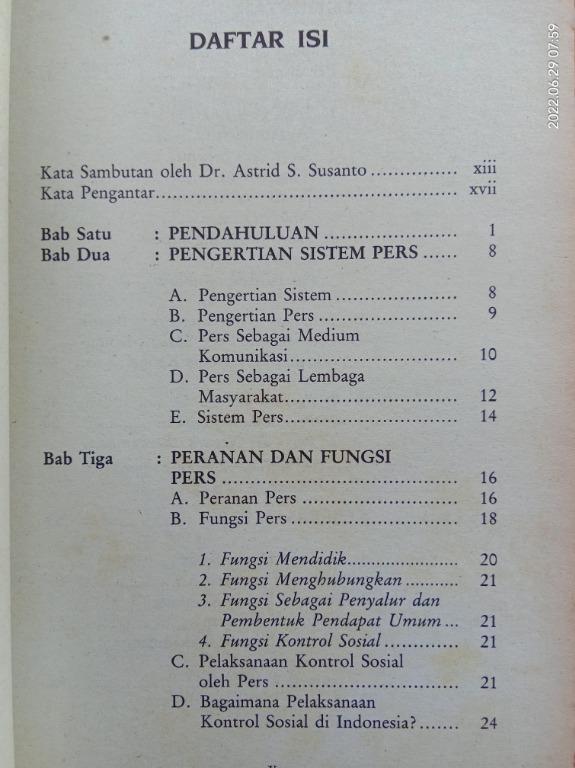 2022.06.29 07:59
DAFTAR ISI
Kata Sambutan oleh Dr. Astrid S. Susanto ............... xiii
Kata Pengantar.................................................. xvii
Bab Satu : PENDAHULUAN ...................... 1
Bab Dua : PENGERTIAN SISTEM PERS ...... 8
A. Pengertian Sistem .................... 8
B. Pengertian Pers ....................... 9
C. Pers Sebagai Medium
Komunikasi............................ 10
D. Pers Sebagai Lembaga
Masyarakat............................. 12
E. Sistem Pers............................. 14
Bab Tiga : PERANAN DAN FUNGSI
PERS ....................................... 16
A. Peranan Pers .......................... 16
B. Fungsi Pers ............................ 18
1. Fungsi Mendidik....................... 20
2. Fungsi Menghubungkan ........... 21
3. Fungsi Sebagai Penyalur dan
Pembentuk Pendapat Umum ... 21
4. Fungsi Kontrol Sosial ............. 21
C. Pelaksanaan Kontrol Sosial
oleh Pers ............................... 21
D. Bagaimana Pelaksanaan
Kontrol Sosial di Indonesia?....... 24